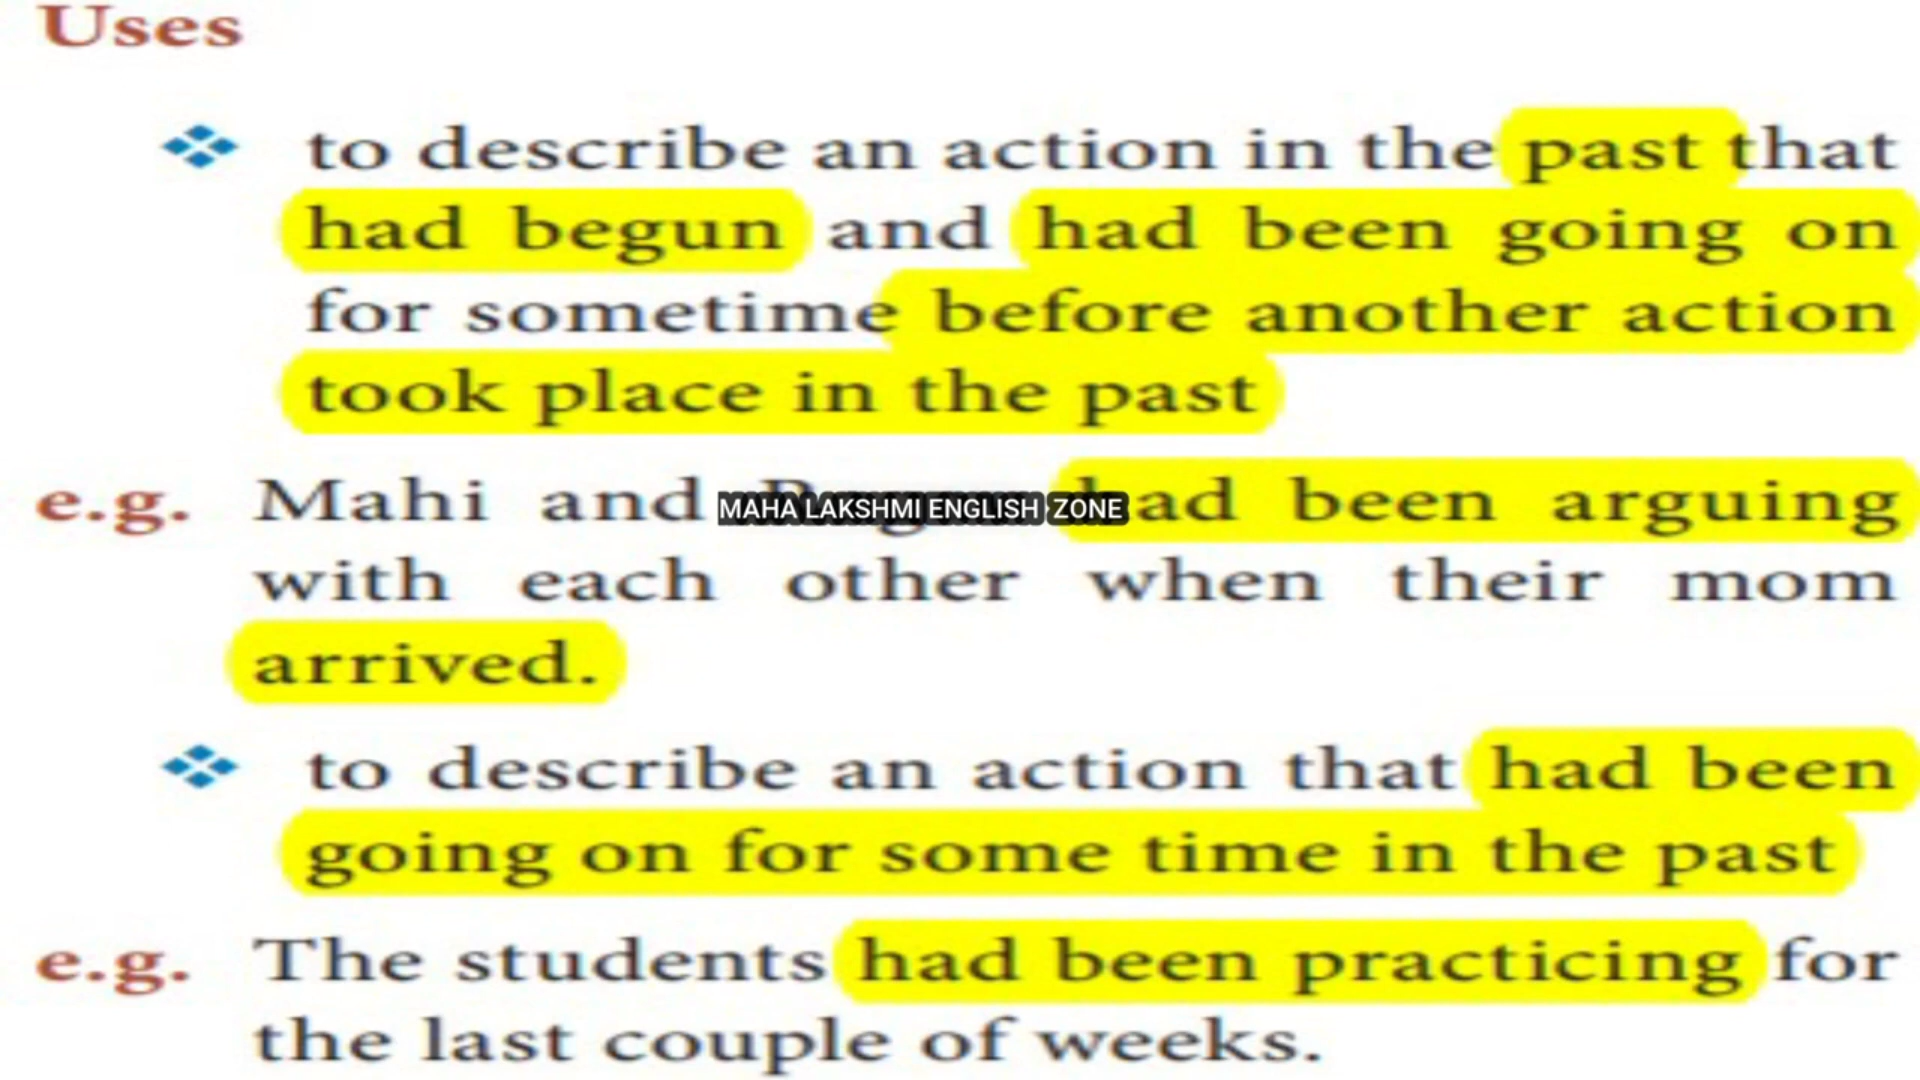 Uses
to describe an action in the past that
had begun and had been going on
for sometime before another action
took place in the past
e.g. Mahi and had been arguing
MAHA LAKSHMI ENGLISH ZONE
with each other when their mom
arrived.
to describe an action that had been
going on for some time in the past
e.g. The students had been practicing for
the last couple of weeks.